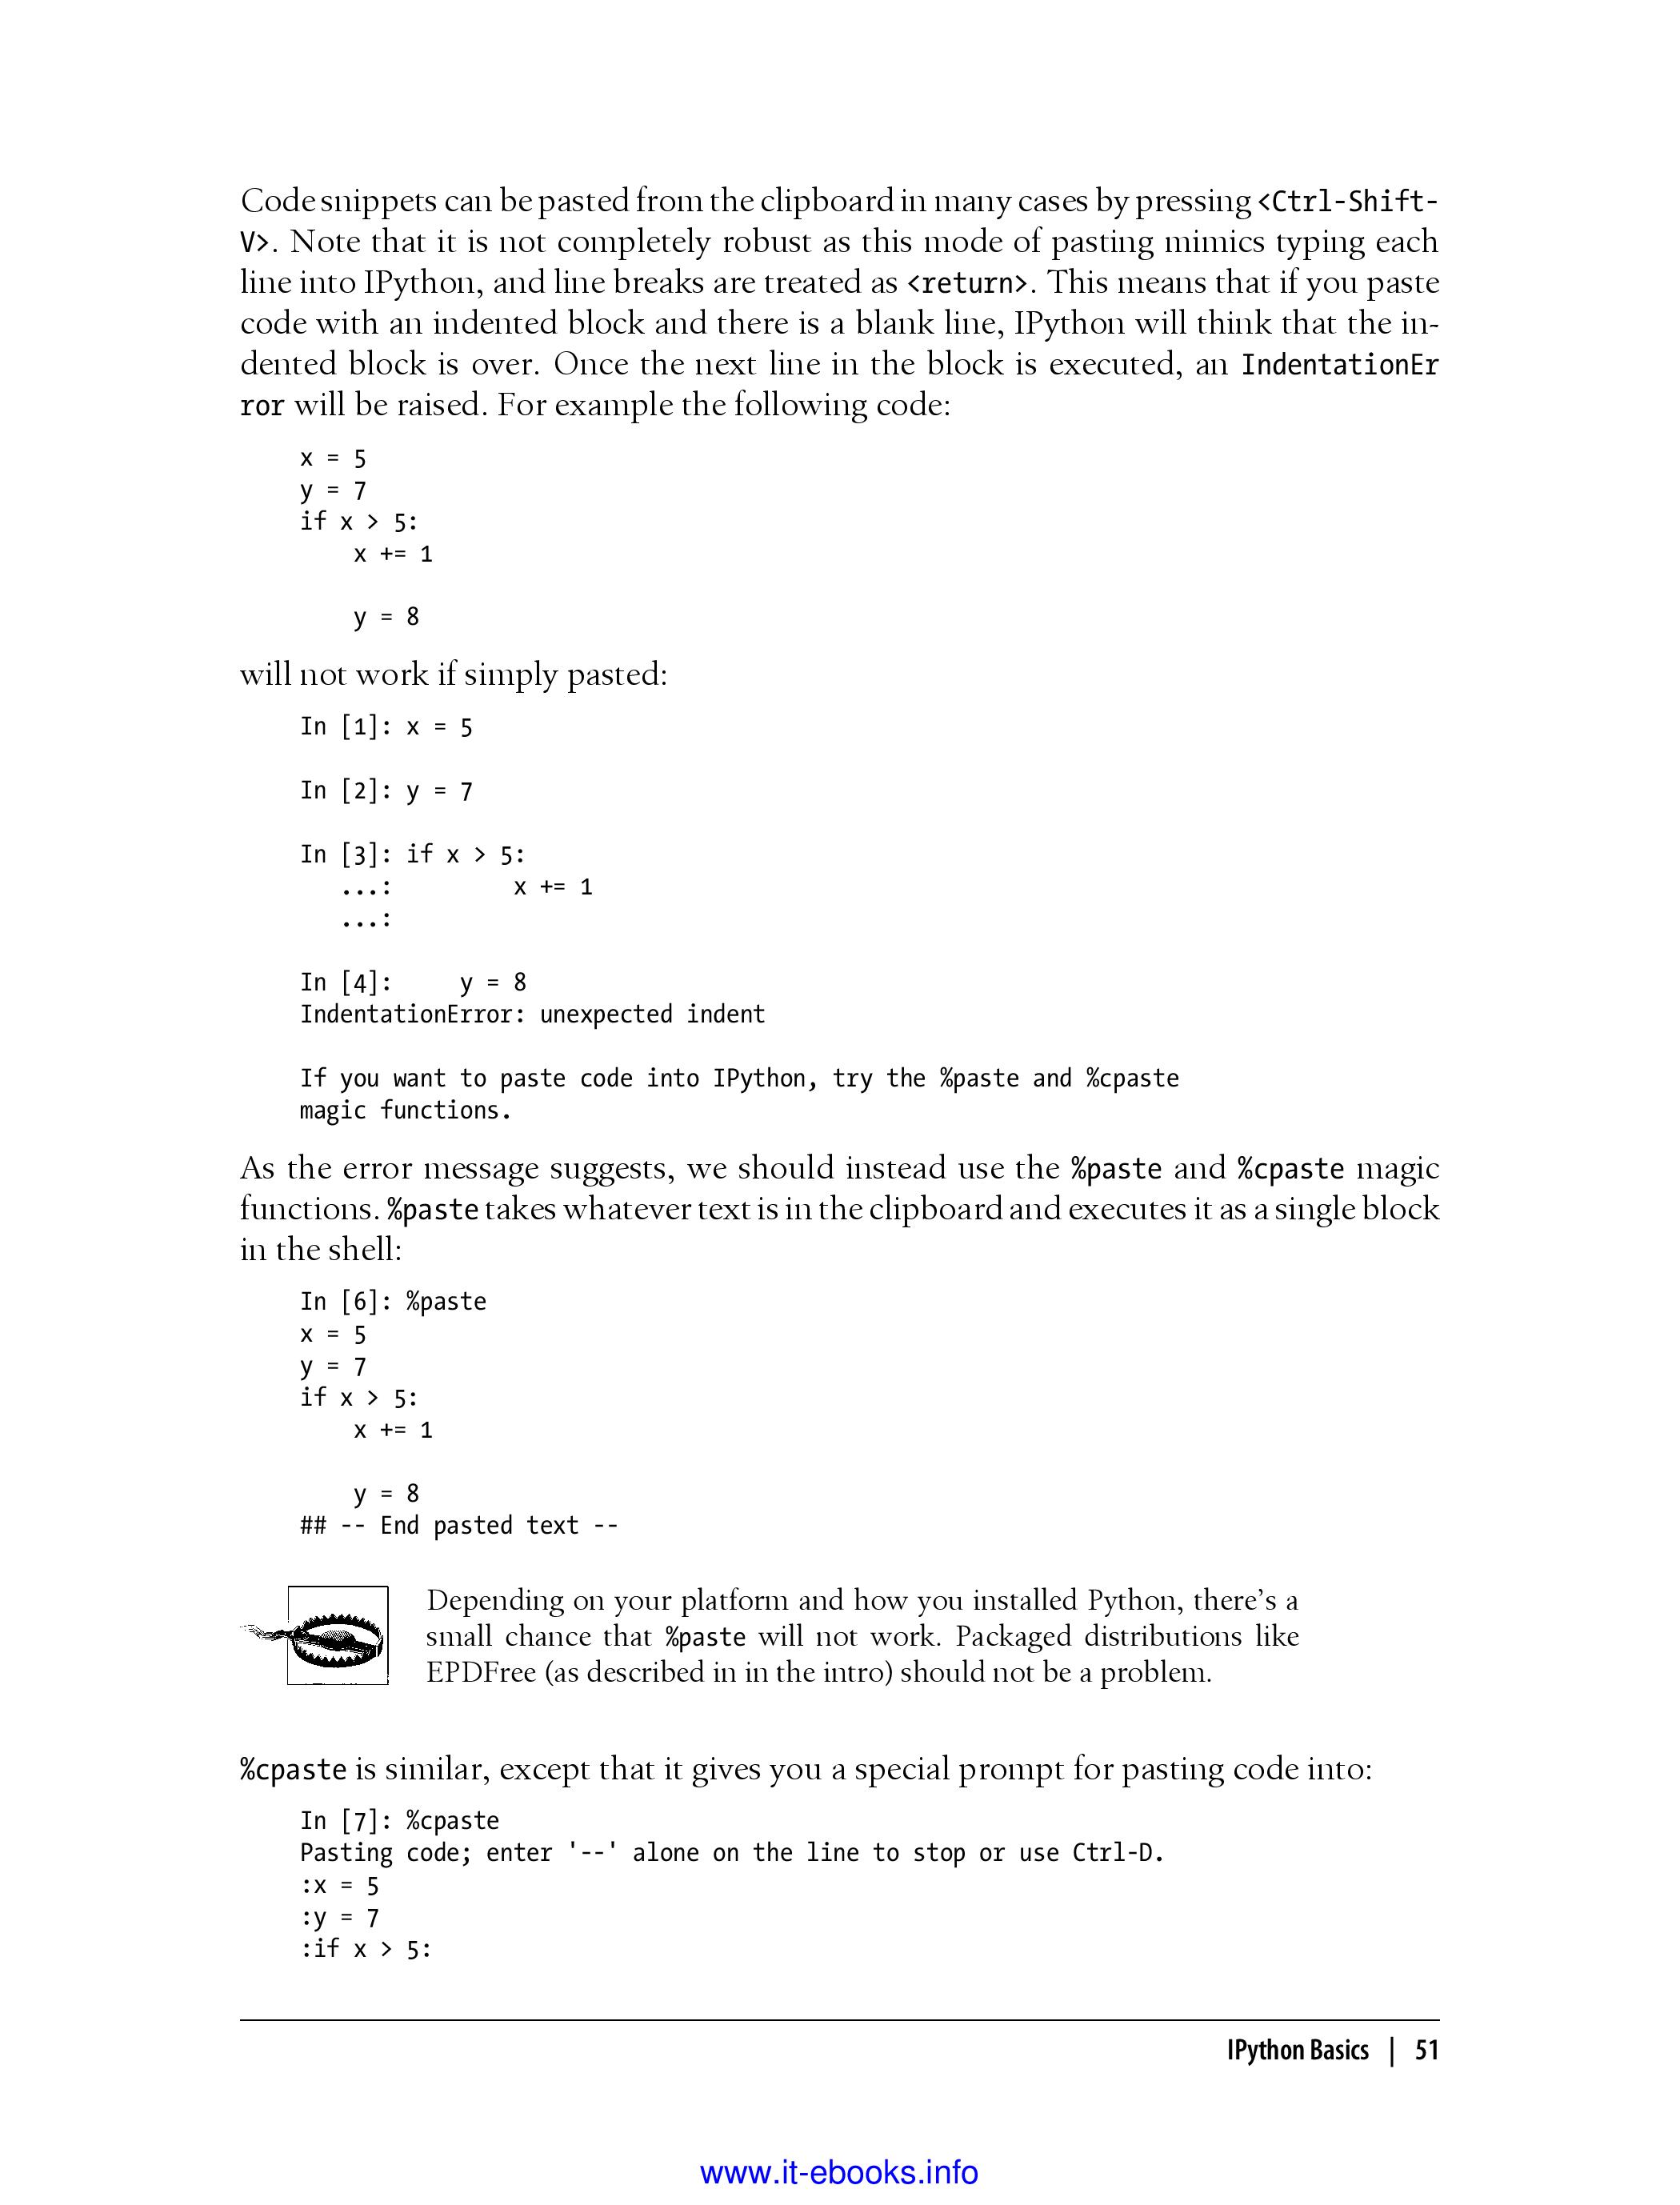 Code snippets can be pasted from the clipboard in many cases by pressing <Ctrl-Shift-
V>. Note that it is not completely robust as this mode of pasting mimics typing each
line into IPython, and line breaks are treated as <return>. This means that if you paste
code with an indented block and there is a blank line, IPython will think that the in-
dented block is over. Once the next line in the block is executed, an IndentationEr
ror will be raised. For example the following code:
x = 5
y = 7
if x > 5:
    x += 1

    y = 8
will not work if simply pasted:
In [1]: x = 5

In [2]: y = 7

In [3]: if x > 5:
   ...:         x += 1
   ...:

In [4]:     y = 8
IndentationError: unexpected indent

If you want to paste code into IPython, try the %paste and %cpaste
magic functions.
As the error message suggests, we should instead use the %paste and %cpaste magic
functions. %paste takes whatever text is in the clipboard and executes it as a single block
in the shell:
In [6]: %paste
x = 5
y = 7
if x > 5:
    x += 1

    y = 8
## -- End pasted text --
Depending on your platform and how you installed Python, there's a
small chance that %paste will not work. Packaged distributions like
EPDFree (as described in in the intro) should not be a problem.
%cpaste is similar, except that it gives you a special prompt for pasting code into:
In [7]: %cpaste
Pasting code; enter '--' alone on the line to stop or use Ctrl-D.
:x = 5
:y = 7
:if x > 5:
IPython Basics | 51
www.it-ebooks.info